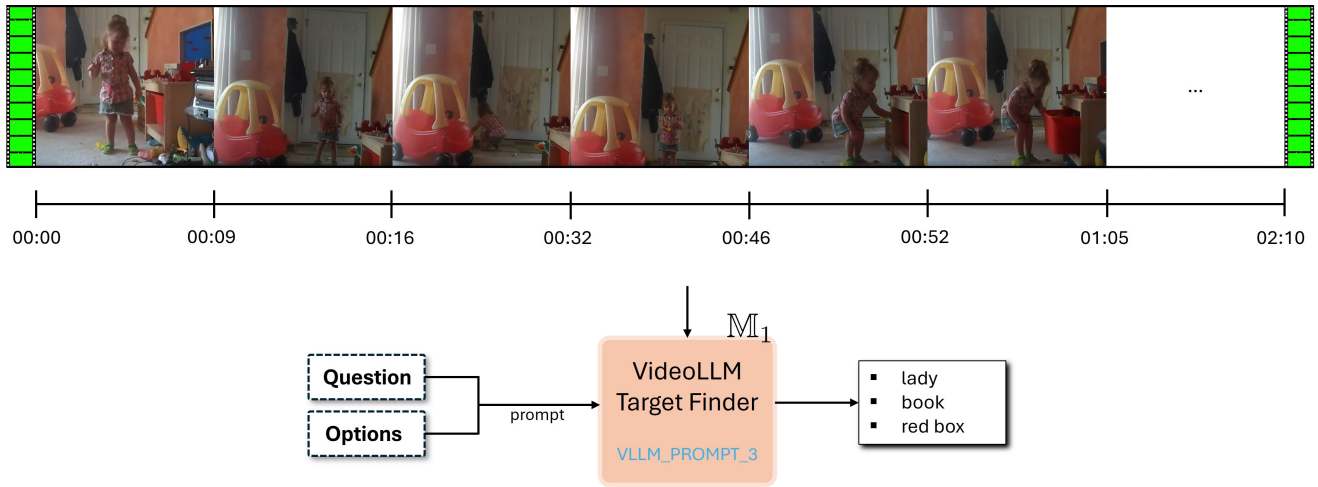 ...
00:00 00:09 00:16 00:32 00:46 00:52 01:05 02:10
𝕄1
VideoLLM
Target Finder
VLLM_PROMPT_3
Question
Options
prompt
▪ lady
▪ book
▪ red box